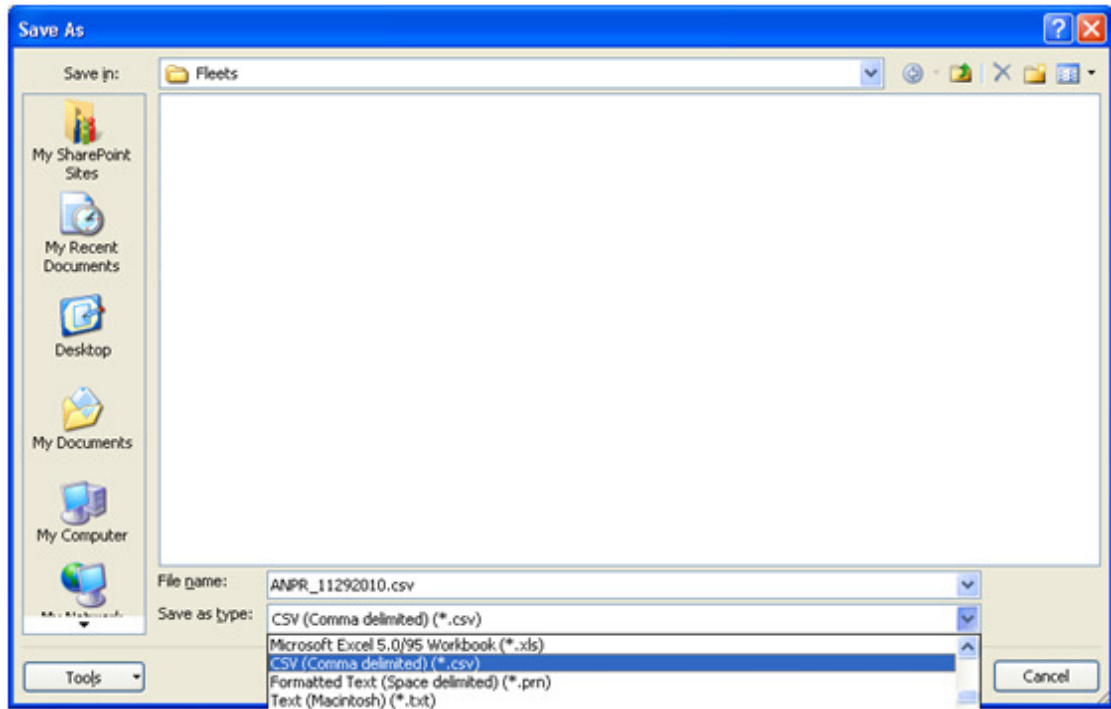 Save As
Save in:
Fleets
My SharePoint
Sites
My Recent
Documents
Desktop
My Documents
My Computer
File name:
ANPR_11292010.csv
Save as type:
CSV (Comma delimited) (*.csv)
Microsoft Excel 5.0/95 Workbook (*.xls)
CSV (Comma delimited) (*.csv)
Formatted Text (Space delimited) (*.prn)
Text (Macintosh) (*.txt)
Tools
Cancel